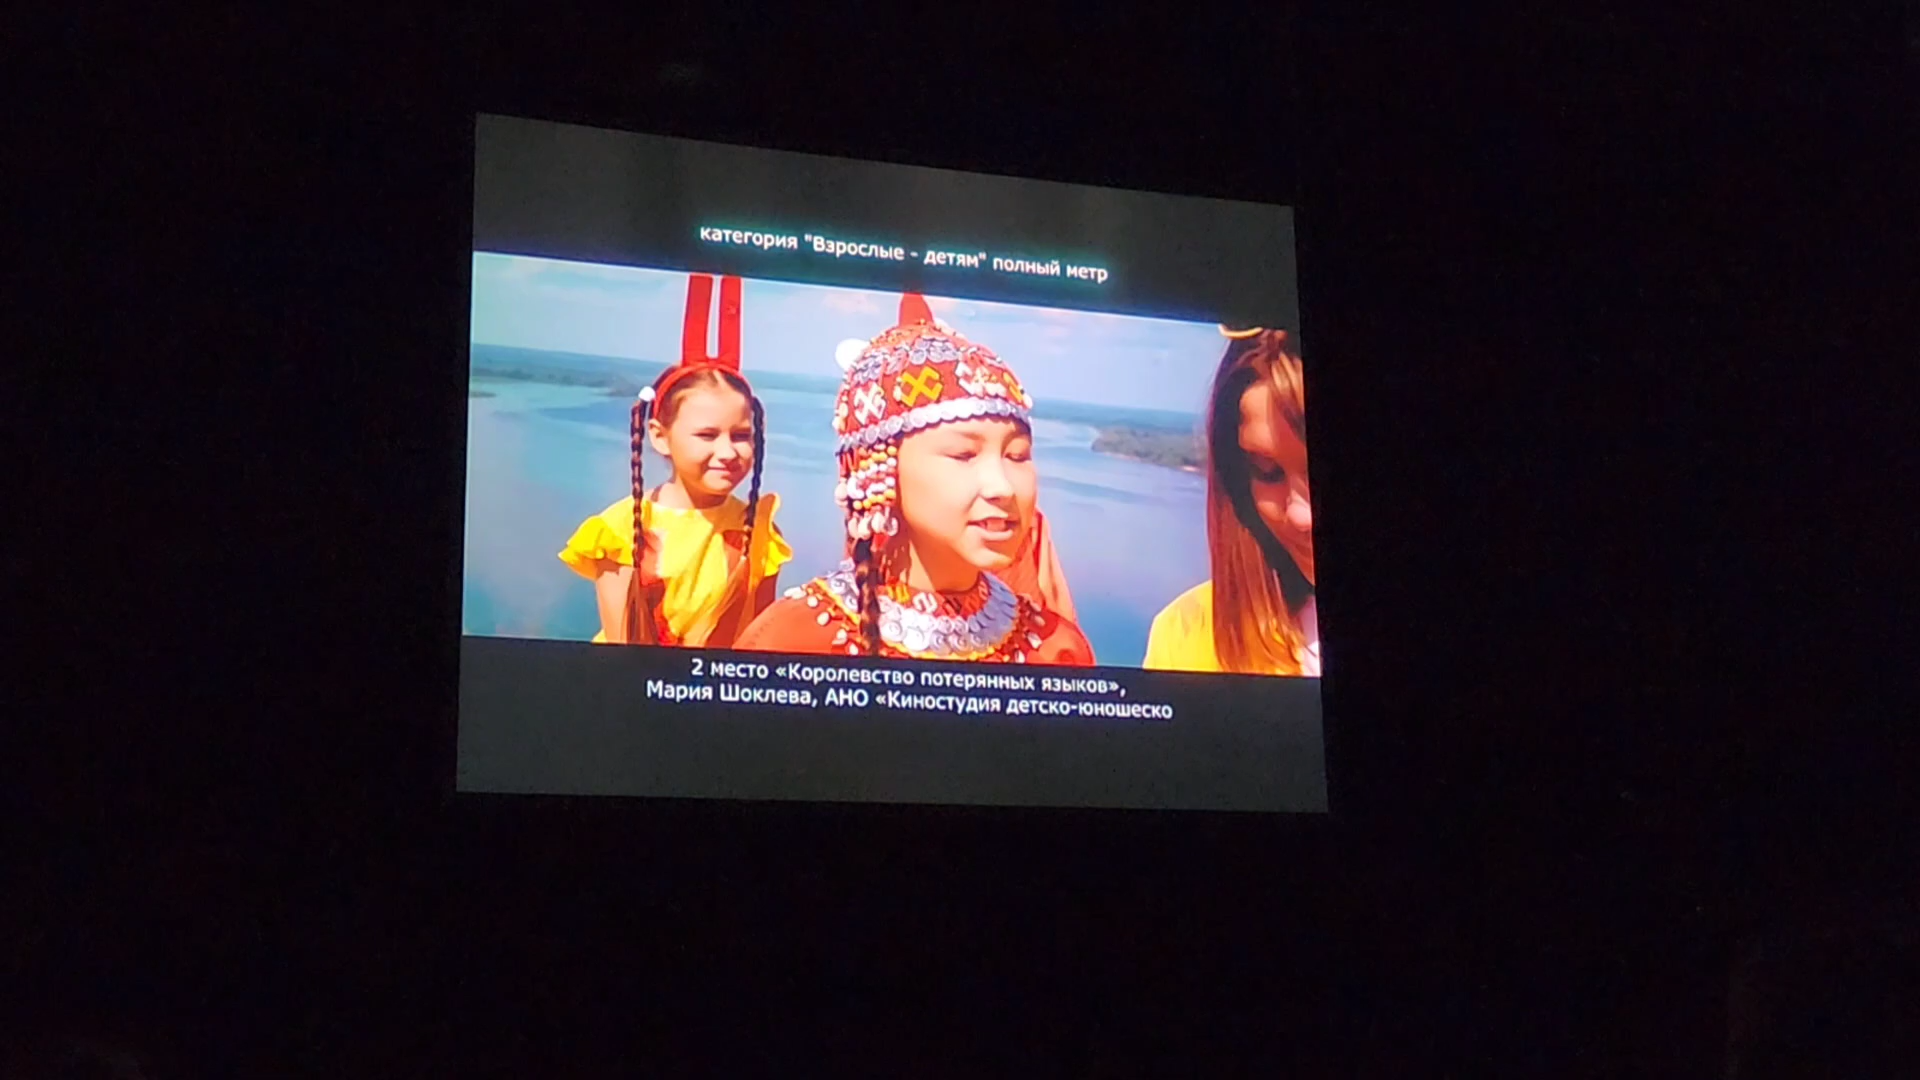 категория "Взрослые - детям" полный метр
2 место «Королевство потерянных языков»,
Мария Шоклева, АНО «Киностудия детско-юношеско